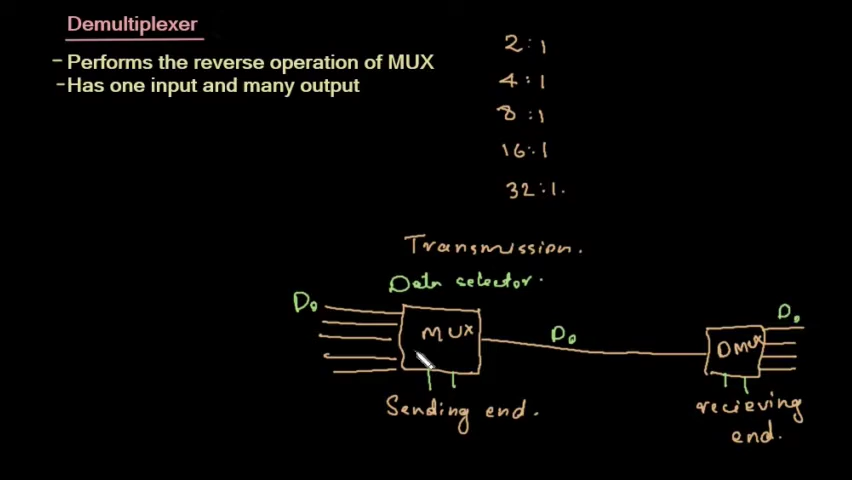 Demultiplexer
- Performs the reverse operation of MUX
- Has one input and many output
2:1
4:1
8:1
16:1
32:1.
Transmission.
Data selector.
D₀
MUX
D₀
DMUX
D₀
Sending end.
recieving
end.